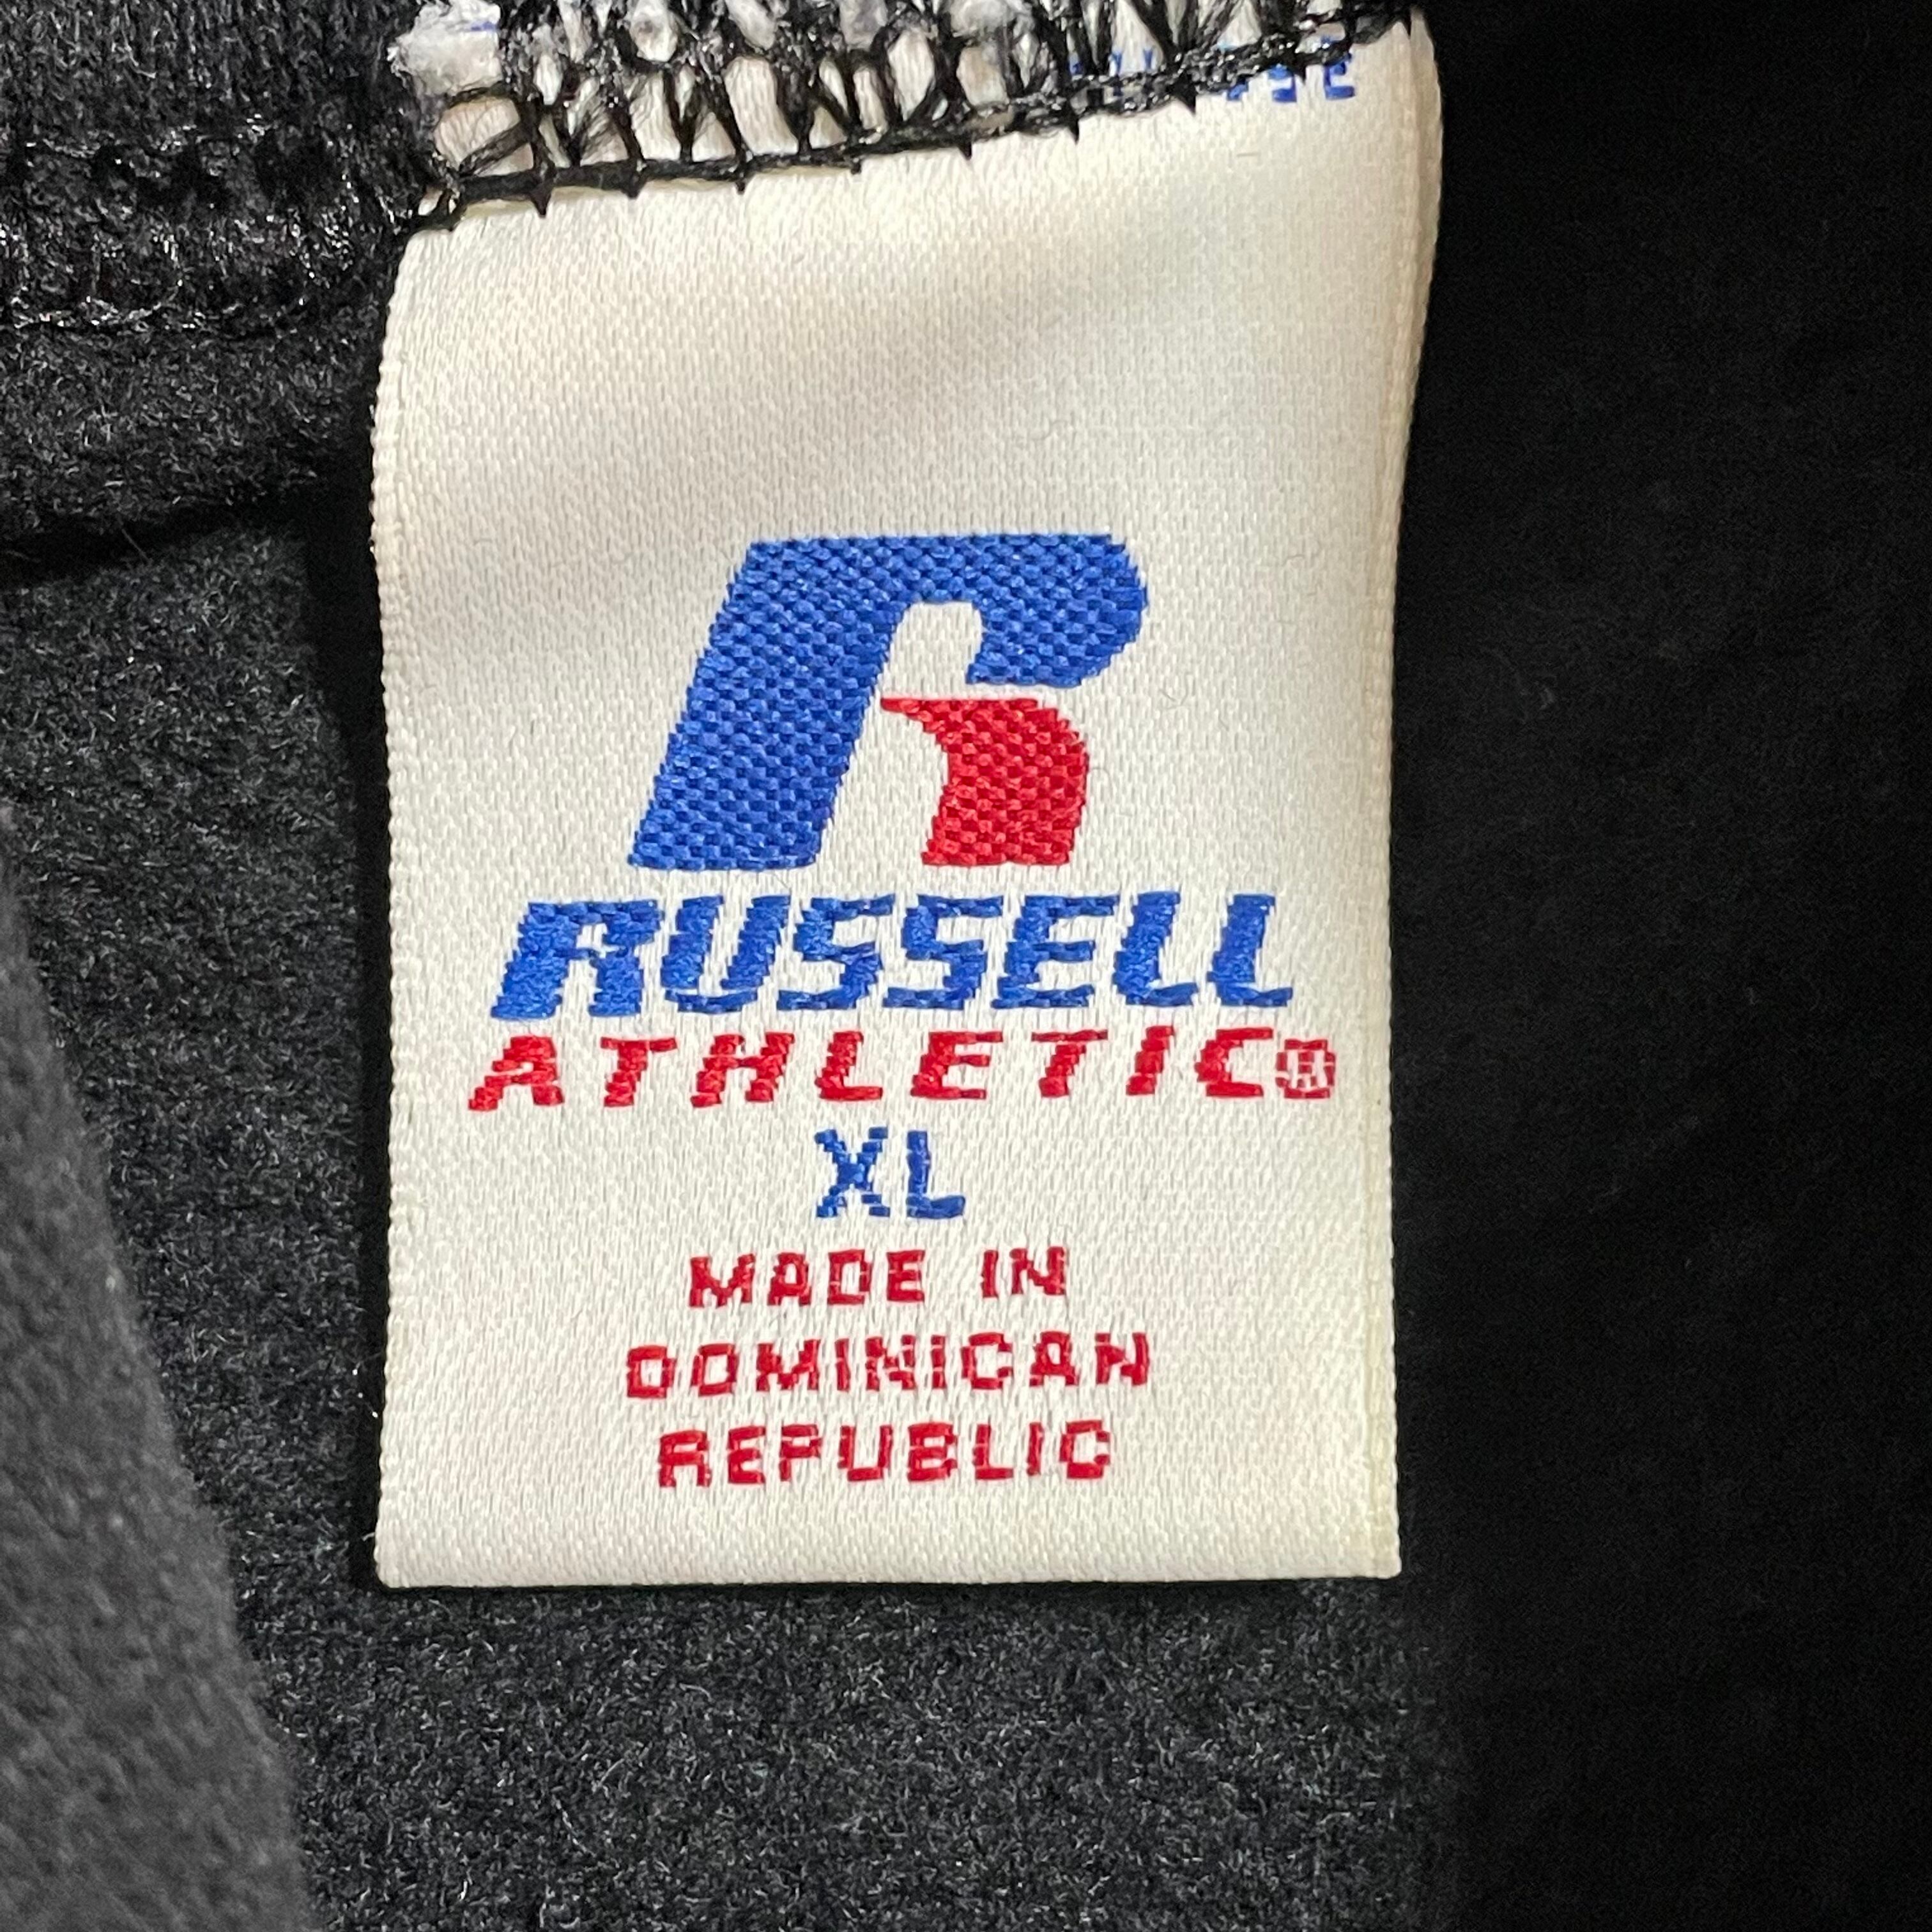 RUSSELL
ATHLETIC®
XL
MADE IN
DOMINICAN
REPUBLIC